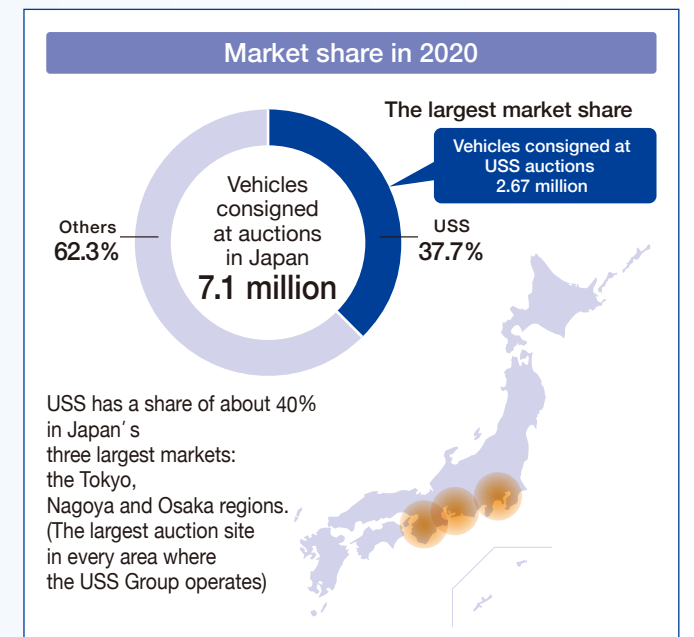 Market share in 2020
The largest market share
Vehicles consigned at
USS auctions
2.67 million
Vehicles
consigned
at auctions
in Japan
7.1 million
Others
62.3%
USS
37.7%
USS has a share of about 40%
in Japan's
three largest markets:
the Tokyo,
Nagoya and Osaka regions.
(The largest auction site
in every area where
the USS Group operates)